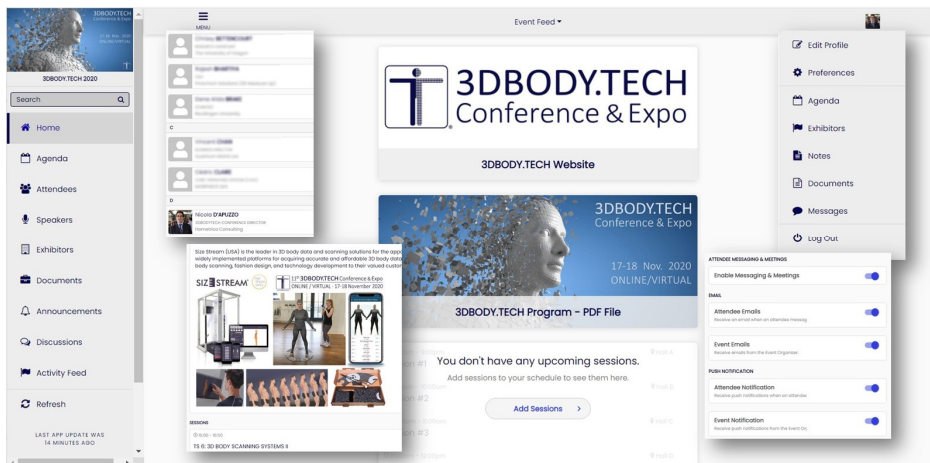 3DBODY.TECH
Conference & Expo
17-18 Nov. 2020
ONLINE/VIRTUAL
3DBODY.TECH 2020
Search
Home
Agenda
Attendees
Speakers
Exhibitors
Documents
Announcements
Discussions
Activity Feed
Refresh
LAST APP UPDATE WAS
14 MINUTES AGO
MENU
Event Feed
C
D
Nicola D'APUZZO
3DBODY.TECH CONFERENCE DIRECTOR
Hometrica Consulting
Size Stream (USA) is the leader in 3D body data and scanning solutions for the appa
widely implemented platforms for acquiring accurate and affordable 3D body data
body scanning, fashion design, and technology development to their valued custom
SIZE STREAM
11th 3DBODY.TECH Conference & Expo
ONLINE / VIRTUAL · 17-18 November 2020
SESSIONS
TS 6: 3D BODY SCANNING SYSTEMS II
3DBODY.TECH
Conference & Expo
3DBODY.TECH Website
3DBODY.TECH
Conference & Expo
17-18 Nov. 2020
ONLINE/VIRTUAL
3DBODY.TECH Program - PDF File
You don't have any upcoming sessions.
Add sessions to your schedule to see them here.
Add Sessions
Edit Profile
Preferences
Agenda
Exhibitors
Notes
Documents
Messages
Log Out
ATTENDEE MESSAGING & MEETINGS
Enable Messaging & Meetings
EMAIL
Attendee Emails
Receive an email when an attendee messag
Event Emails
Receive emails from the Event Organizer
PUSH NOTIFICATION
Attendee Notification
Receive push notifications when an attendee
Event Notification
Receive push notifications from the Event Or